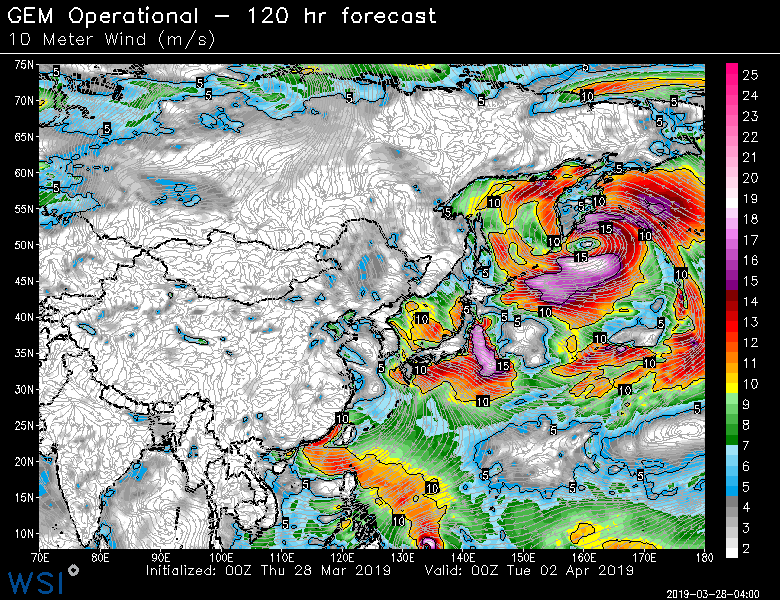 GEM Operational – 120 hr forecast
10 Meter Wind (m/s)
75N
70N
65N
60N
55N
50N
45N
40N
35N
30N
25N
20N
15N
10N
70E 80E 90E 100E 110E 120E 130E 140E 150E 160E 170E 180
25
24
23
22
21
20
19
18
17
16
15
14
13
12
11
10
9
8
7
6
5
4
3
2
5 5 5 5 5 10 5
5 5
5 5
5 10 5 10
10 15 10
15 5 10
10 5 5 5 10 5
10 10
5 10 15 10
10 10
10 5 5
5 5 5 5
10
5 10
Initialized: 00Z Thu 28 Mar 2019 Valid: 00Z Tue 02 Apr 2019
WSI
2019-03-28-04:00